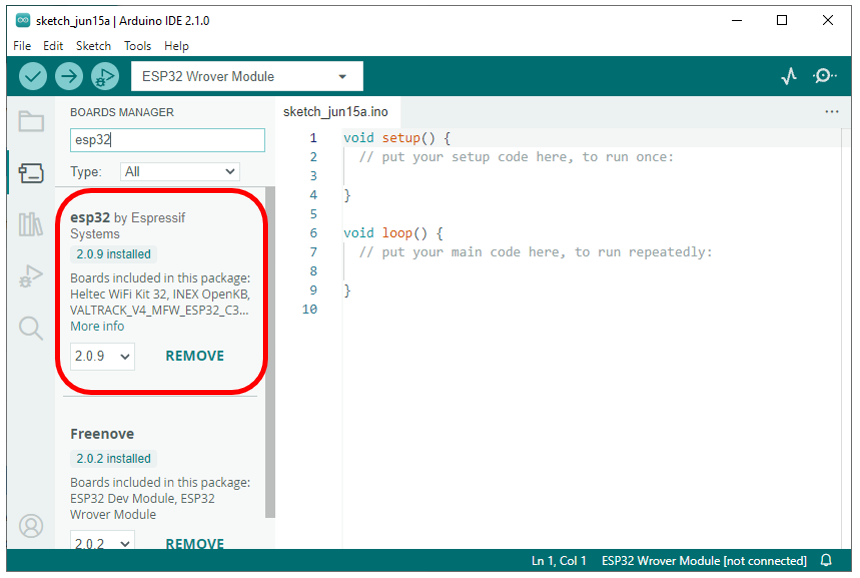 sketch_jun15a | Arduino IDE 2.1.0
File Edit Sketch Tools Help
ESP32 Wrover Module
BOARDS MANAGER
esp32
Type: All
esp32 by Espressif
Systems
2.0.9 installed
Boards included in this package:
Heltec WiFi Kit 32, INEX OpenKB,
VALTRACK_V4_MFW_ESP32_C3...
More info
2.0.9 REMOVE
Freenove
2.0.2 installed
Boards included in this package:
ESP32 Dev Module, ESP32
Wrover Module
2.0.2 REMOVE
sketch_jun15a.ino
1 void setup() {
2 // put your setup code here, to run once:
3
4 }
5
6 void loop() {
7 // put your main code here, to run repeatedly:
8
9 }
10
Ln 1, Col 1 ESP32 Wrover Module [not connected]